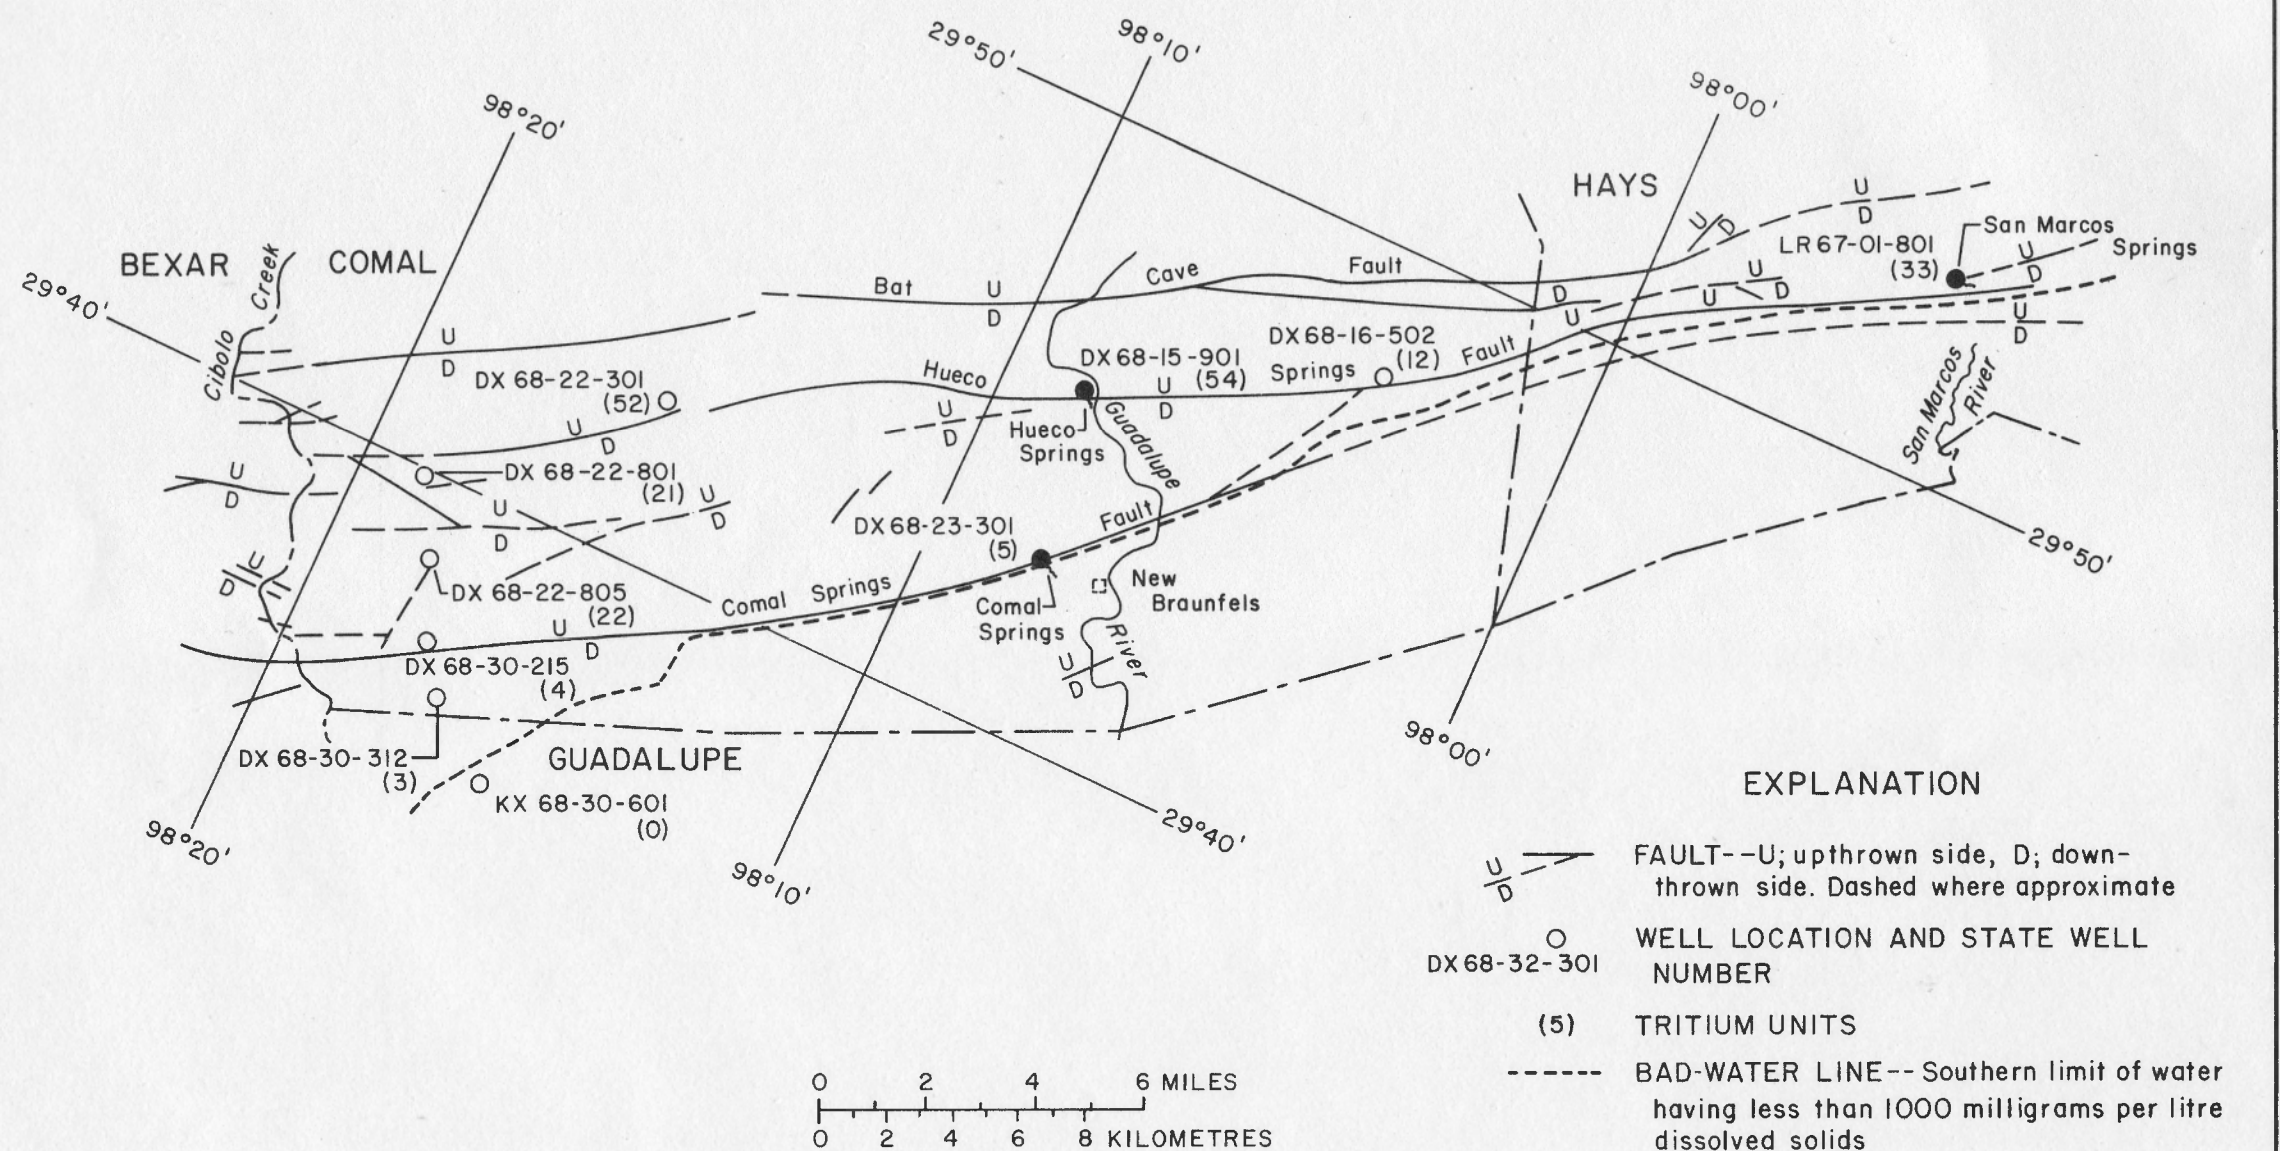 98°10'
29°50'
98°00'
98°20'
HAYS
U
D
U
D
San Marcos
Springs
LR 67-01-801
(33)
U
D
BEXAR
COMAL
Creek
Cibolo
29°40'
Bat
U
D
Cave
Fault
D
U
U
U
D
U
D
U
D
DX 68-16-502
(12)
DX 68-15-901
(54)
Hueco
U
D
Springs
Fault
DX 68-22-301
(52)
U
D
U
D
Hueco
Springs
Guadalupe
San Marcos
River
DX 68-22-801
(21)
U
D
U
D
U
D
DX 68-23-301
(5)
Fault
29°50'
U
D
DX 68-22-805
(22)
Comal
Springs
Comal
Springs
New
Braunfels
River
U
D
U
D
DX 68-30-215
(4)
DX 68-30-312
(3)
GUADALUPE
KX 68-30-601
(0)
98°20'
98°10'
29°40'
98°00'
EXPLANATION
U
D
FAULT--U; upthrown side, D; down-
thrown side. Dashed where approximate
DX 68-32-301
WELL LOCATION AND STATE WELL
NUMBER
(5)
TRITIUM UNITS
BAD-WATER LINE-- Southern limit of water
having less than 1000 milligrams per litre
dissolved solids
0 2 4 6 MILES
0 2 4 6 8 KILOMETRES